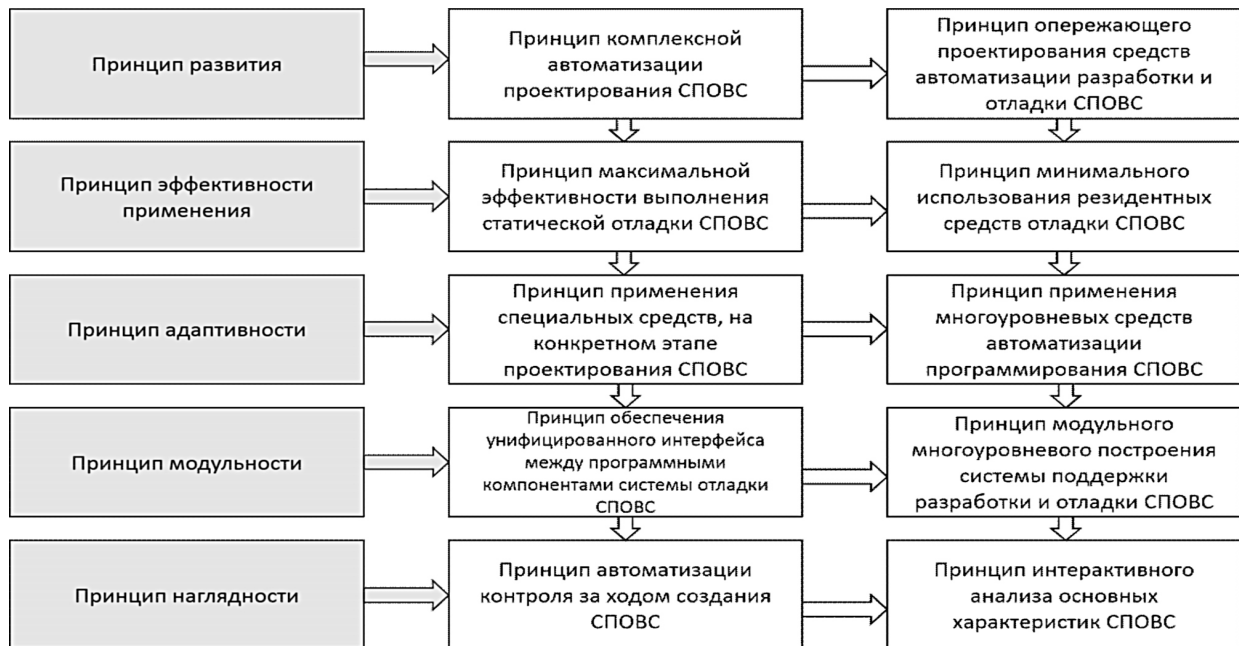 Принцип развития
Принцип комплексной
автоматизации
проектирования СПОВС
Принцип опережающего
проектирования средств
автоматизации разработки и
отладки СПОВС
Принцип эффективности
применения
Принцип максимальной
эффективности выполнения
статической отладки СПОВС
Принцип минимального
использования резидентных
средств отладки СПОВС
Принцип адаптивности
Принцип применения
специальных средств, на
конкретном этапе
проектирования СПОВС
Принцип применения
многоуровневых средств
автоматизации
программирования СПОВС
Принцип модульности
Принцип обеспечения
унифицированного интерфейса
между программными
компонентами системы отладки
СПОВС
Принцип модульного
многоуровневого построения
системы поддержки
разработки и отладки СПОВС
Принцип наглядности
Принцип автоматизации
контроля за ходом создания
СПОВС
Принцип интерактивного
анализа основных
характеристик СПОВС